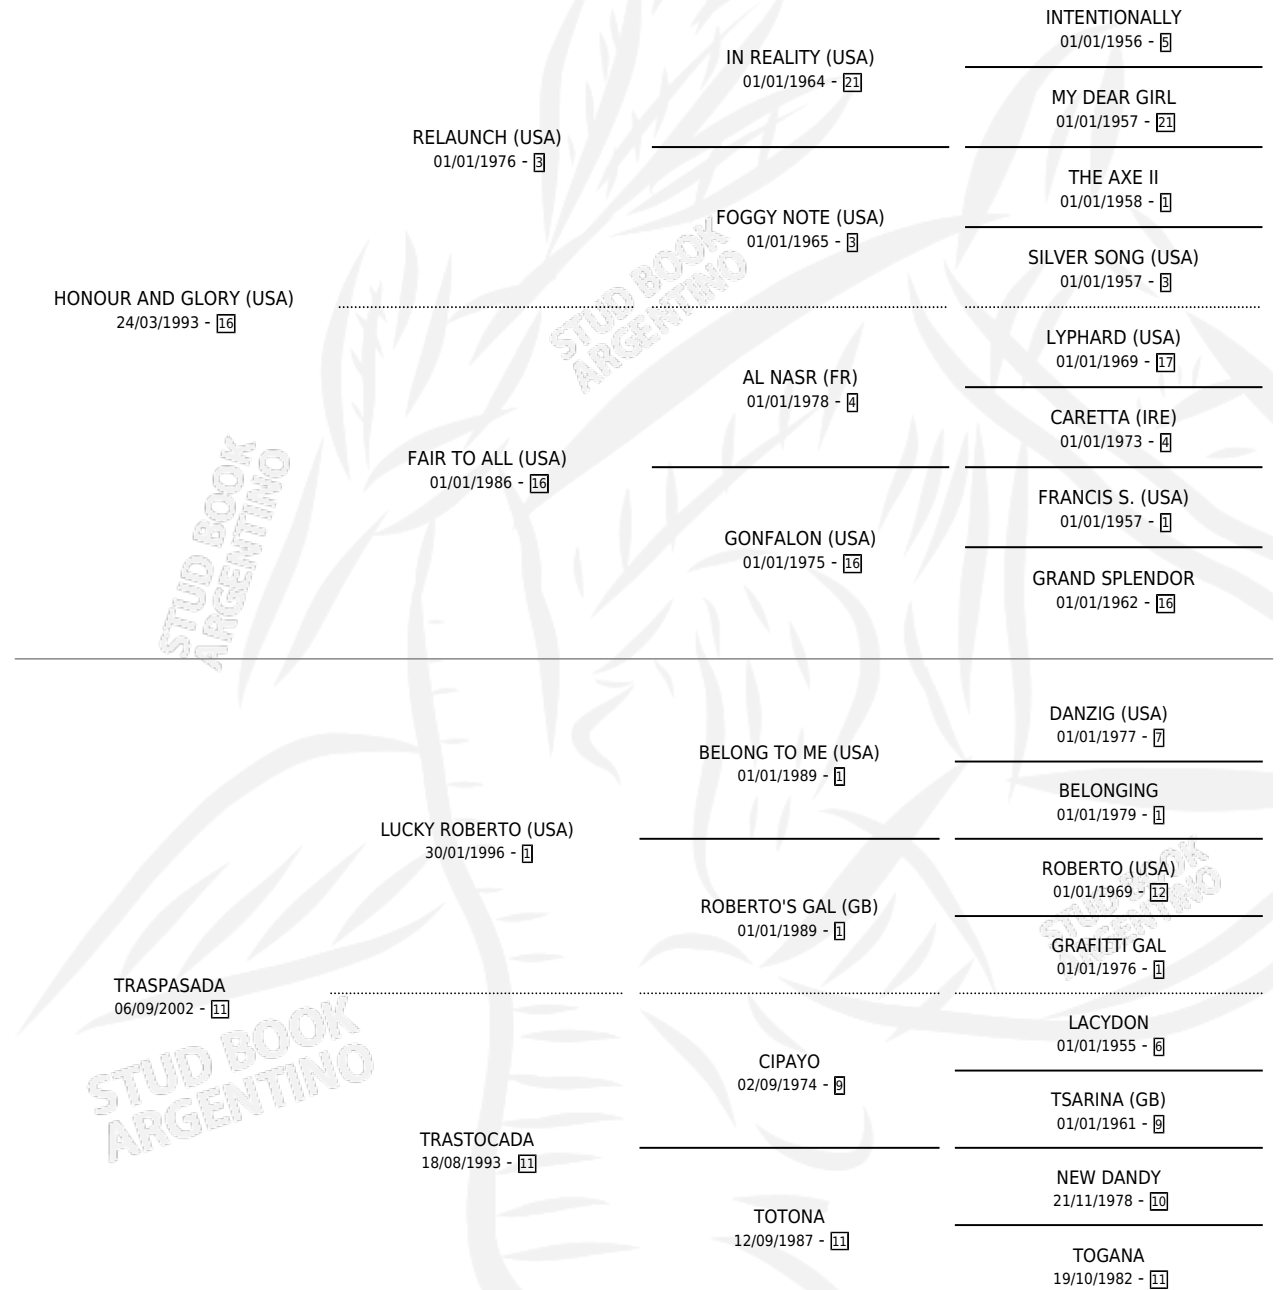 INTENTIONALLY
01/01/1956 - 5
IN REALITY (USA)
01/01/1964 - 21
MY DEAR GIRL
01/01/1957 - 21
RELAUNCH (USA)
01/01/1976 - 3
THE AXE II
01/01/1958 - 1
FOGGY NOTE (USA)
01/01/1965 - 3
SILVER SONG (USA)
01/01/1957 - 3
HONOUR AND GLORY (USA)
24/03/1993 - 16
LYPHARD (USA)
01/01/1969 - 17
AL NASR (FR)
01/01/1978 - 4
CARETTA (IRE)
01/01/1973 - 4
FAIR TO ALL (USA)
01/01/1986 - 16
FRANCIS S. (USA)
01/01/1957 - 1
GONFALON (USA)
01/01/1975 - 16
GRAND SPLENDOR
01/01/1962 - 16
DANZIG (USA)
01/01/1977 - 7
BELONG TO ME (USA)
01/01/1989 - 1
BELONGING
01/01/1979 - 1
LUCKY ROBERTO (USA)
30/01/1996 - 1
ROBERTO (USA)
01/01/1969 - 12
ROBERTO'S GAL (GB)
01/01/1989 - 1
GRAFITTI GAL
01/01/1976 - 1
TRASPASADA
06/09/2002 - 11
LACYDON
01/01/1955 - 6
CIPAYO
02/09/1974 - 9
TSARINA (GB)
01/01/1961 - 9
TRASTOCADA
18/08/1993 - 11
NEW DANDY
21/11/1978 - 10
TOTONA
12/09/1987 - 11
TOGANA
19/10/1982 - 11
STUD BOOK
ARGENTINO
STUD BOOK
ARGENTINO
STUD BOOK
ARGENTINO
STUD BOOK
ARGENTINO